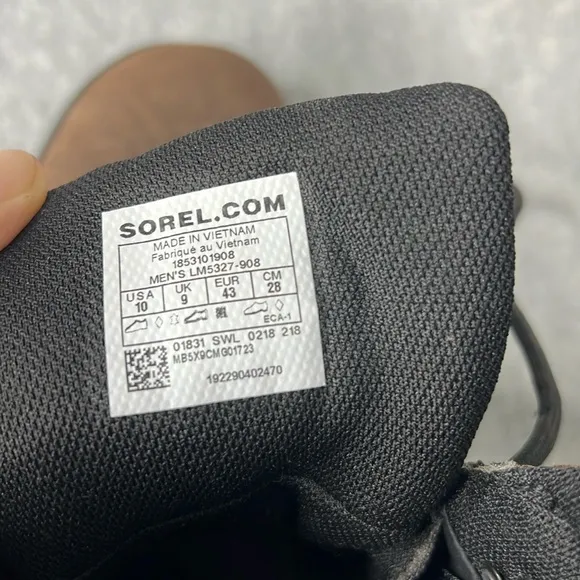 SOREL.COM
MADE IN VIETNAM
Fabriqué au Vietnam
1853101908
MEN'S LM5327-908
USA UK EUR CM
10 9 43 28
ECA-1
01831 SWL 0218 218
MB5X9CMG01723
192290402470